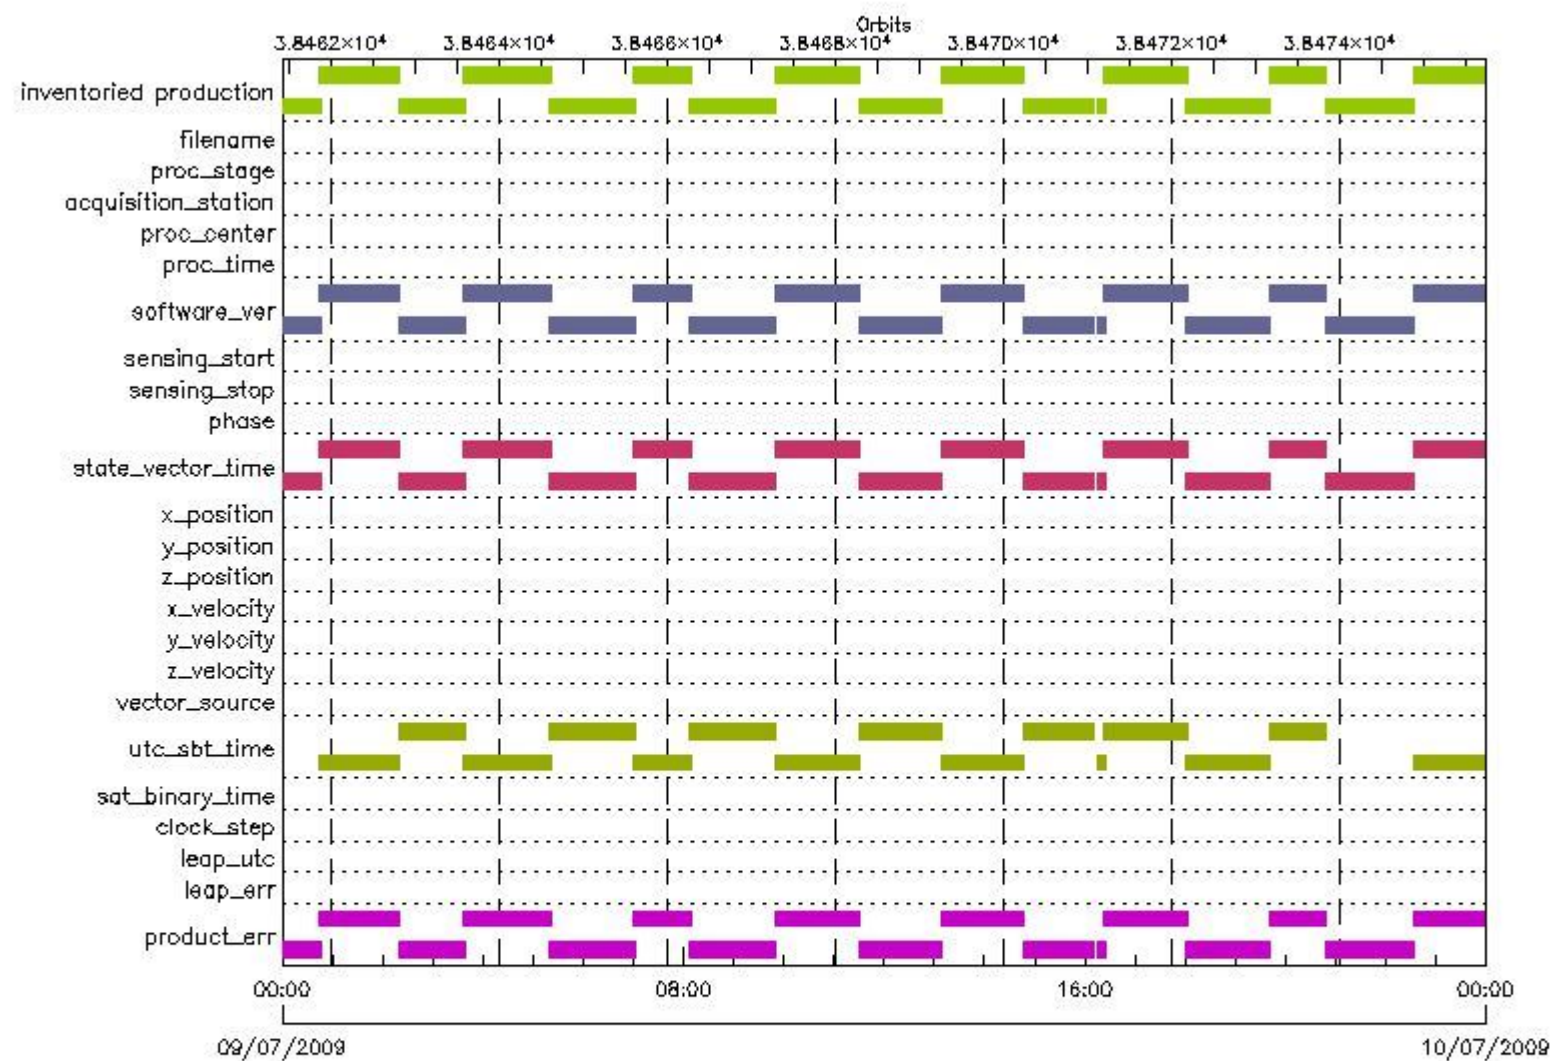 Orbits
3.8462×10⁴ 3.8464×10⁴ 3.8466×10⁴ 3.8468×10⁴ 3.8470×10⁴ 3.8472×10⁴ 3.8474×10⁴
inventoried production
filename
proc_stage
acquisition_station
proc_center
proc_time
software_ver
sensing_start
sensing_stop
phase
state_vector_time
x_position
y_position
z_position
x_velocity
y_velocity
z_velocity
vector_source
utc_sbt_time
sat_binary_time
clock_step
leap_utc
leap_err
product_err
00:00 08:00 16:00 00:00
09/07/2009 10/07/2009